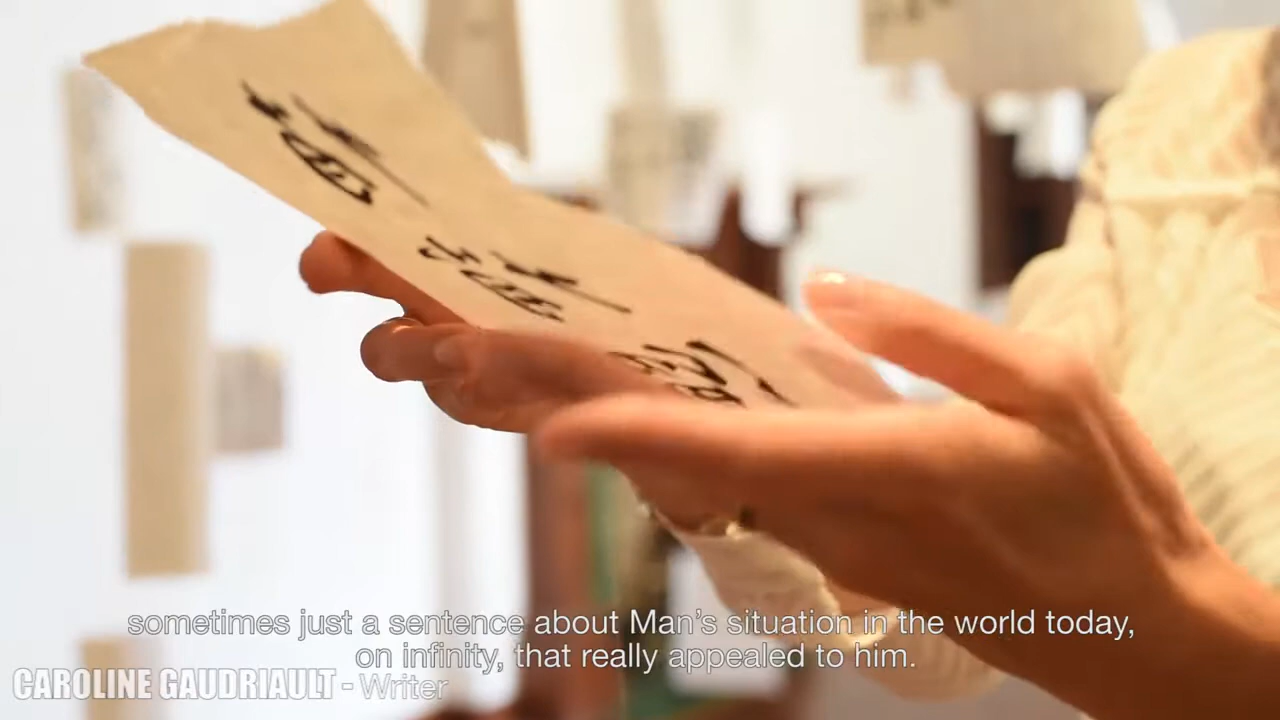 sometimes just a sentence about Man's situation in the world today,
on infinity, that really appealed to him.
CAROLINE GAUDRIAULT - Writer